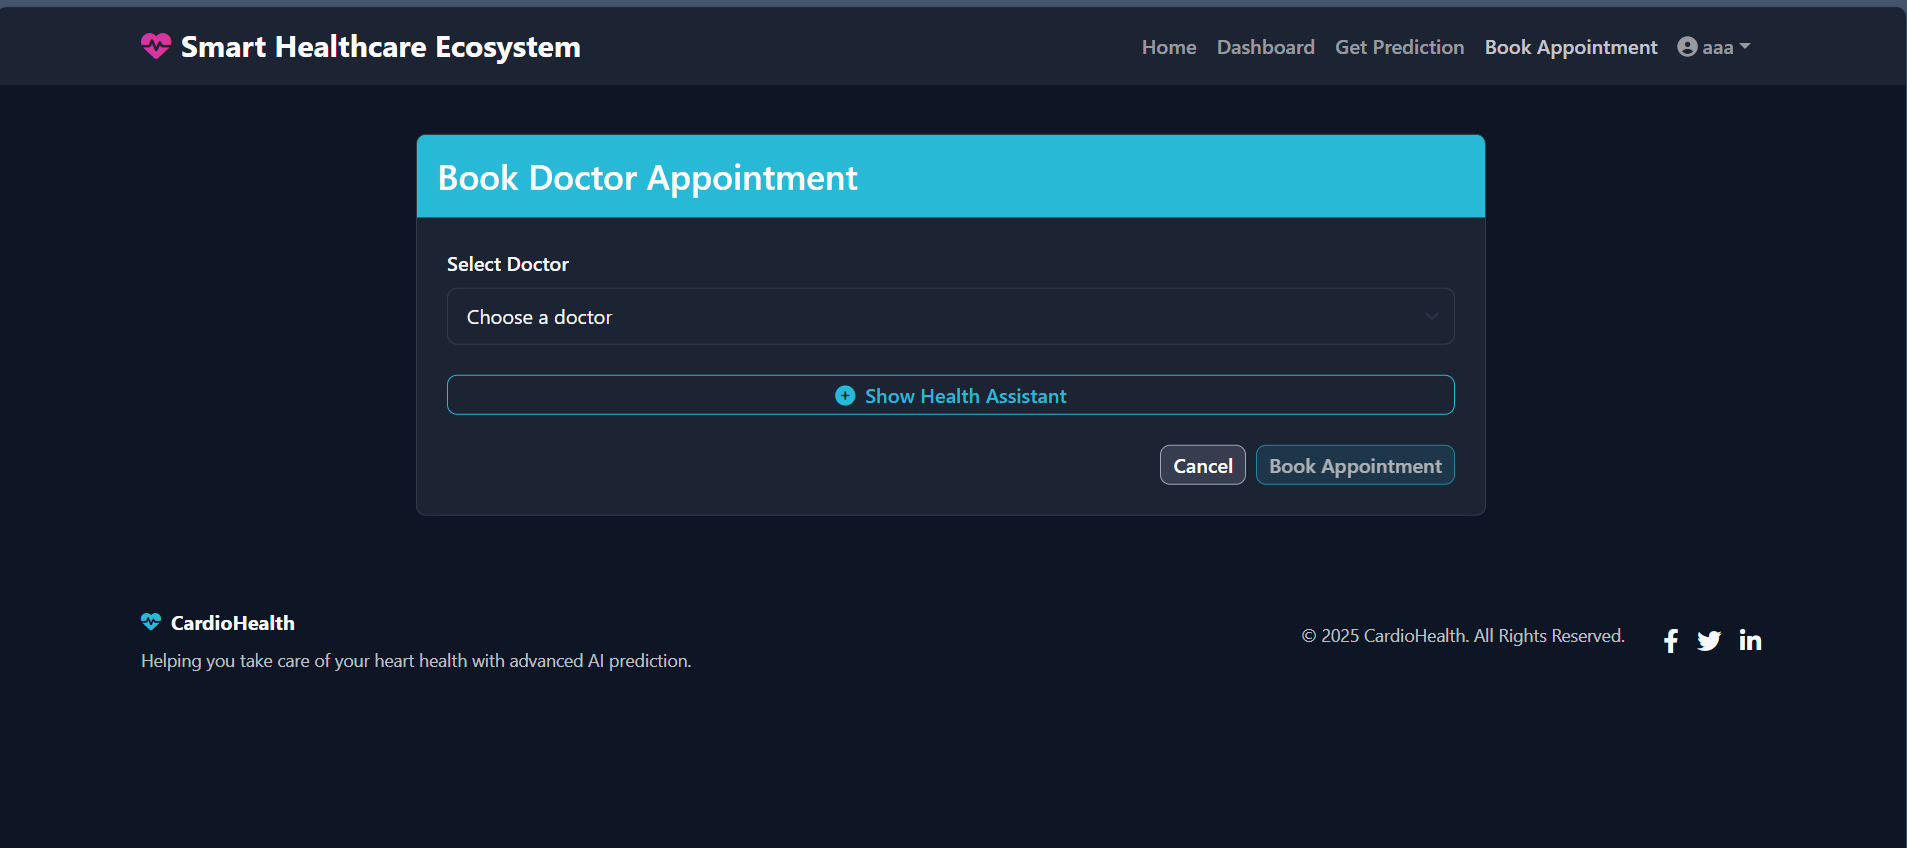 Smart Healthcare Ecosystem
Home Dashboard Get Prediction Book Appointment aaa
Book Doctor Appointment
Select Doctor
Choose a doctor
Show Health Assistant
Cancel Book Appointment
CardioHealth
Helping you take care of your heart health with advanced AI prediction.
© 2025 CardioHealth. All Rights Reserved.